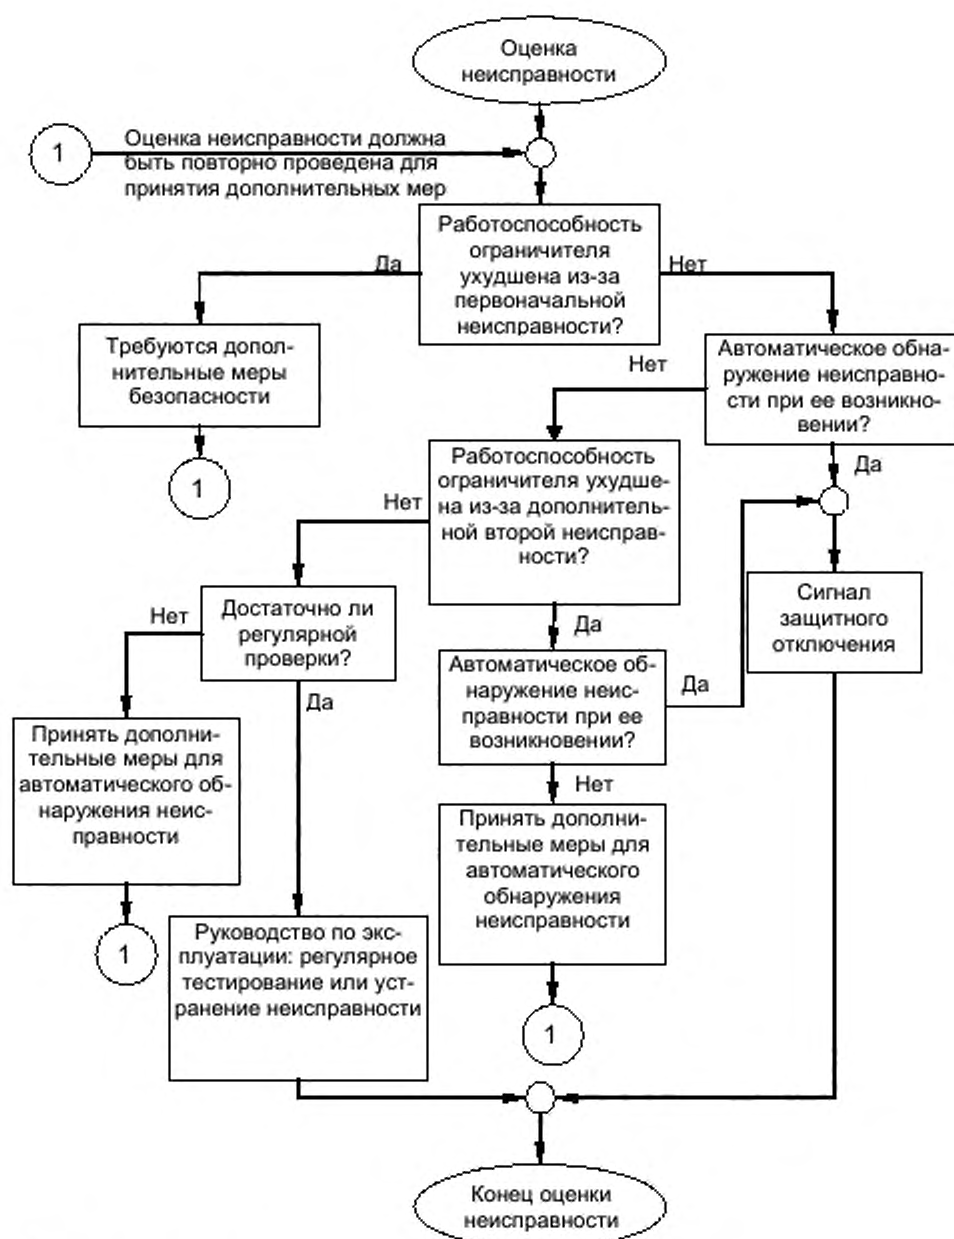 Оценка
неисправности
1
Оценка неисправности должна
быть повторно проведена для
принятия дополнительных мер
Работоспособность
ограничителя
ухудшена из-за
первоначальной
неисправности?
Да
Нет
Требуются допол-
нительные меры
безопасности
1
Автоматическое обна-
ружение неисправно-
сти при ее возникно-
вении?
Нет
Да
Работоспособность
ограничителя ухудше-
на из-за дополнитель-
ной второй неисправ-
ности?
Нет
Да
Сигнал
защитного
отключения
Достаточно ли
регулярной
проверки?
Нет
Да
Автоматическое об-
наружение неис-
правности при ее
возникновении?
Да
Нет
Принять дополни-
тельные меры для
автоматического об-
наружения неис-
правности
1
Принять дополни-
тельные меры для
автоматического
обнаружения
неисправности
1
Руководство по экс-
плуатации: регулярное
тестирование или уст-
ранение неисправности
Конец оценки
неисправности